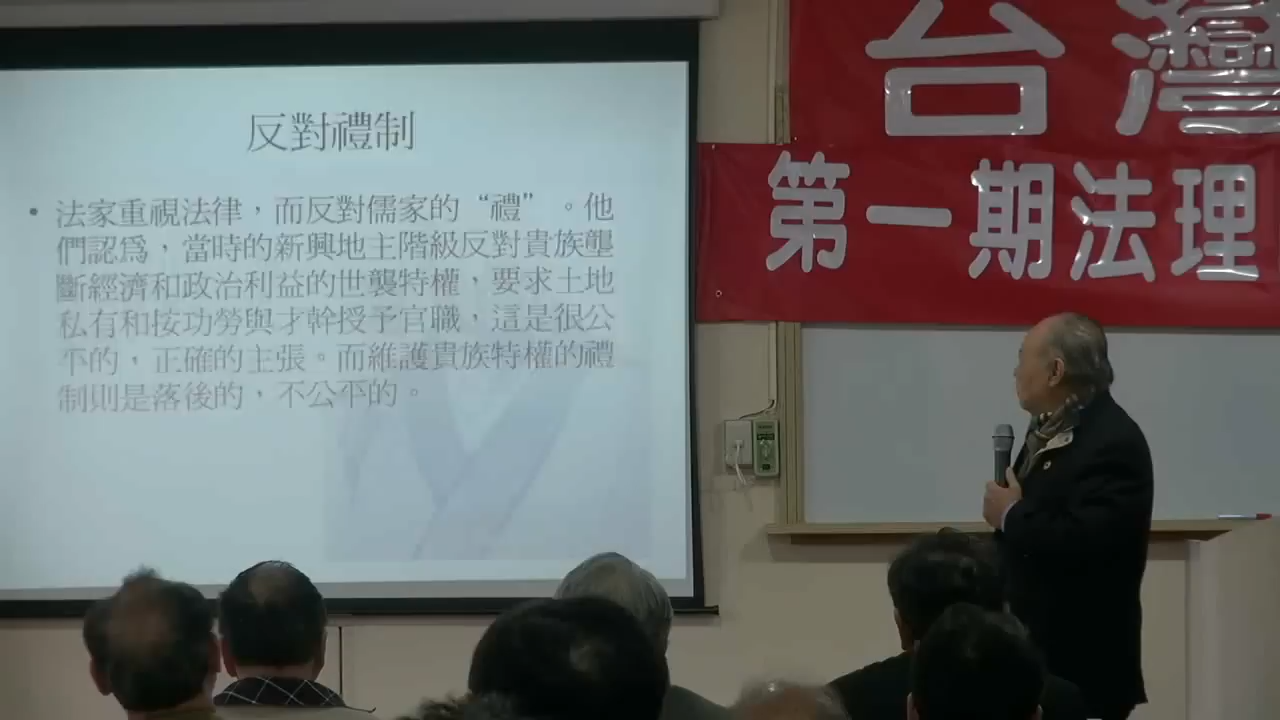 反對禮制
• 法家重視法律，而反對儒家的“禮”。他
們認爲，當時的新興地主階級反對貴族壟
斷經濟和政治利益的世襲特權，要求土地
私有和按功勞與才幹授予官職，這是很公
平的，正確的主張。而維護貴族特權的禮
制則是落後的，不公平的。
台灣
第一期法理